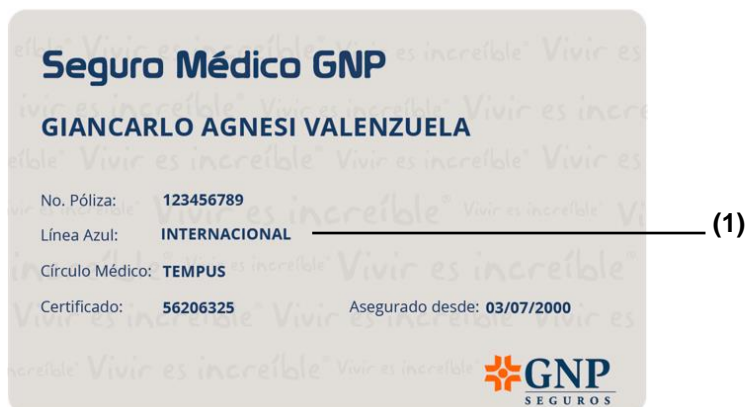 Seguro Médico GNP
GIANCARLO AGNESI VALENZUELA
No. Póliza: 123456789
Línea Azul: INTERNACIONAL (1)
Círculo Médico: TEMPUS
Certificado: 56206325 Asegurado desde: 03/07/2000
GNP
SEGUROS